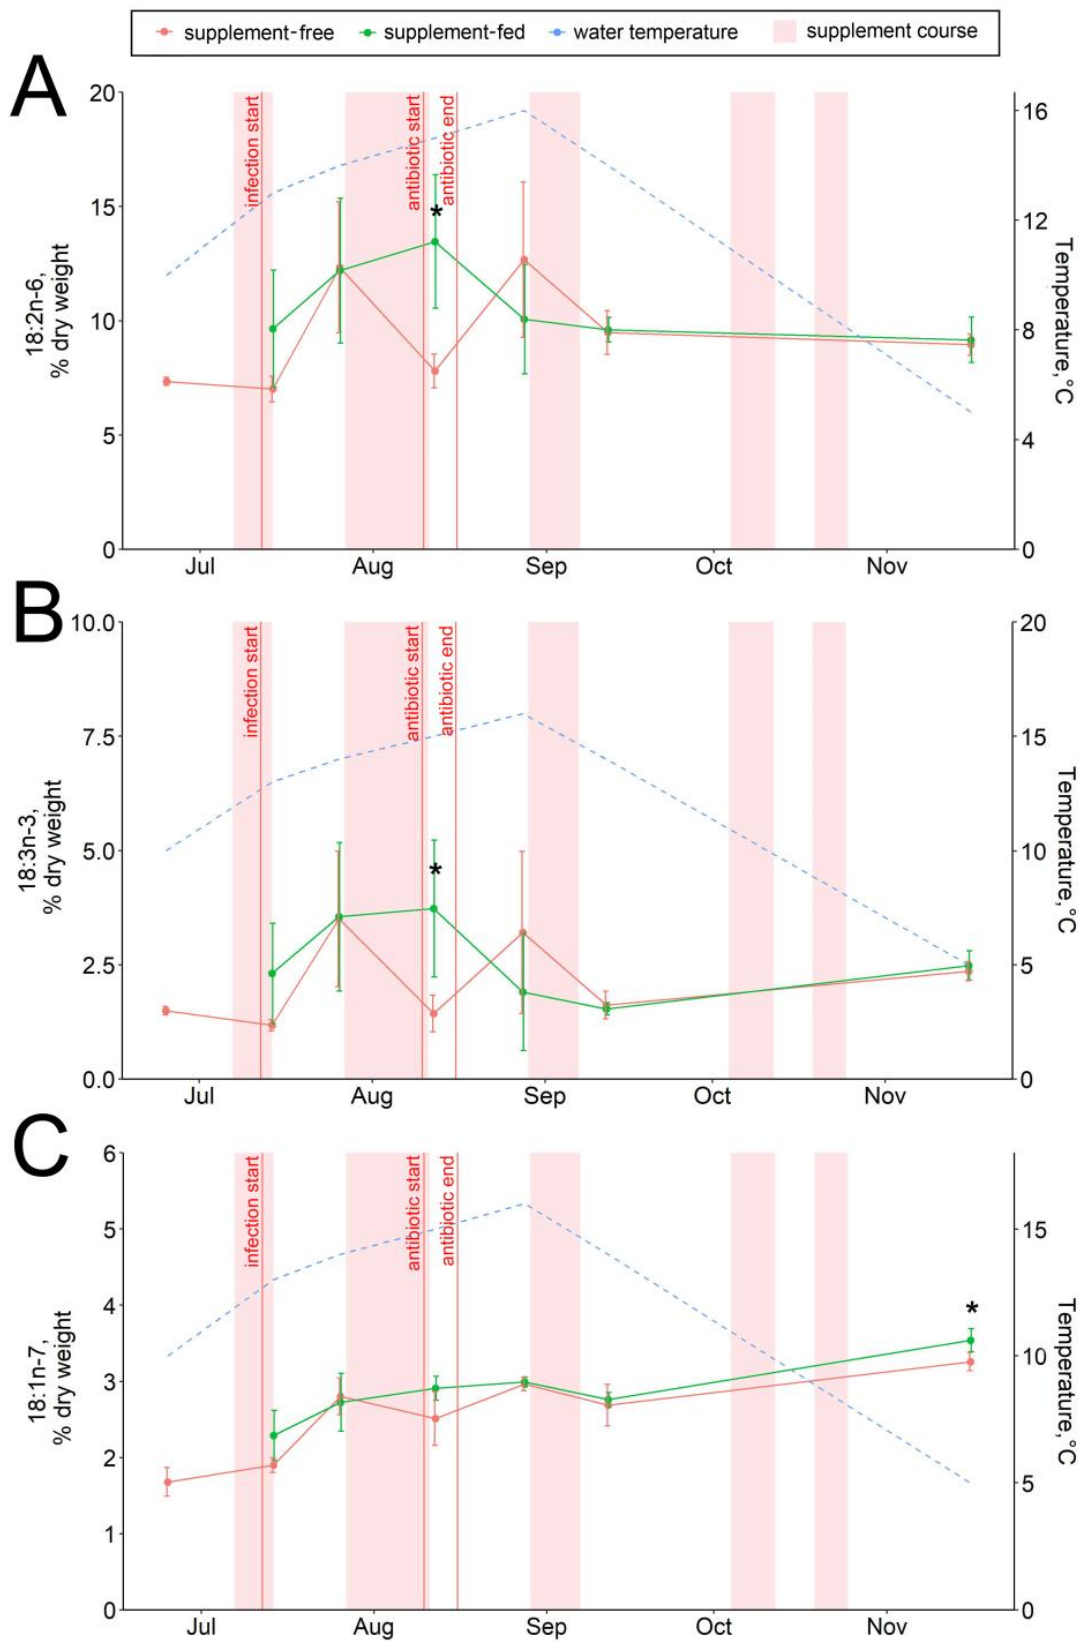 supplement-free supplement-fed water temperature supplement course
A
20
15
10
5
0
18:2n-6,
% dry weight
infection start
antibiotic start
antibiotic end
*
16
12
8
4
0
Temperature,°C
Jul Aug Sep Oct Nov
B
10.0
7.5
5.0
2.5
0.0
18:3n-3,
% dry weight
infection start
antibiotic start
antibiotic end
*
20
15
10
5
0
Temperature,°C
Jul Aug Sep Oct Nov
C
6
5
4
3
2
1
0
18:1n-7,
% dry weight
infection start
antibiotic start
antibiotic end
*
15
10
5
0
Temperature,°C
Jul Aug Sep Oct Nov